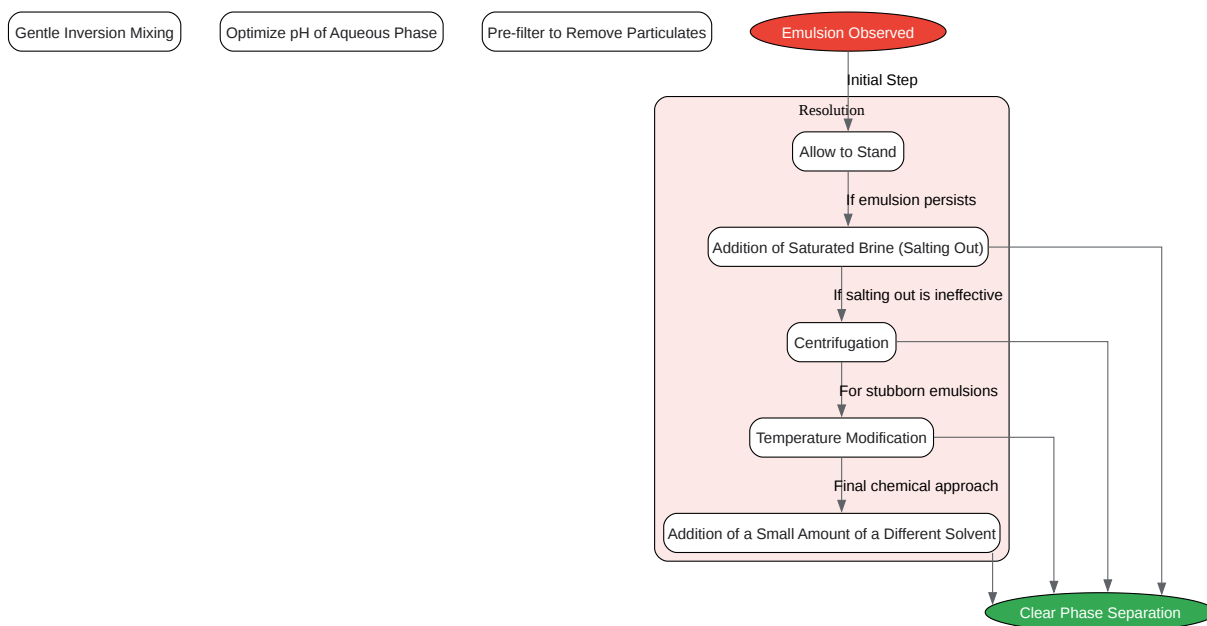 Gentle Inversion Mixing
Optimize pH of Aqueous Phase
Pre-filter to Remove Particulates
Emulsion Observed
Initial Step
Resolution
Allow to Stand
If emulsion persists
Addition of Saturated Brine (Salting Out)
If salting out is ineffective
Centrifugation
For stubborn emulsions
Temperature Modification
Final chemical approach
Addition of a Small Amount of a Different Solvent
Clear Phase Separation